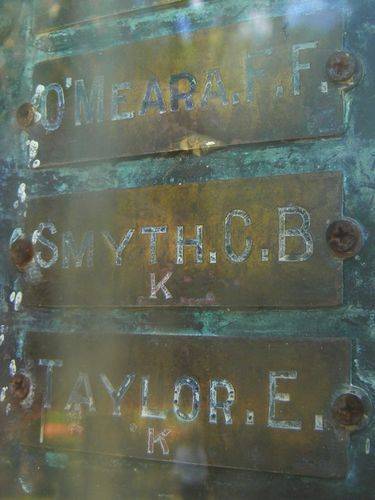 O'MEARA.F.F.
SMYTH.C.B
K
TAYLOR.E.
K